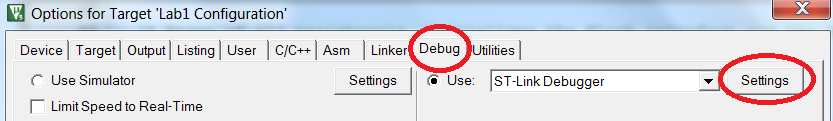 Options for Target 'Lab1 Configuration'
Device Target Output Listing User C/C++ Asm Linker Debug Utilities
Use Simulator Settings Use: ST-Link Debugger Settings
Limit Speed to Real-Time